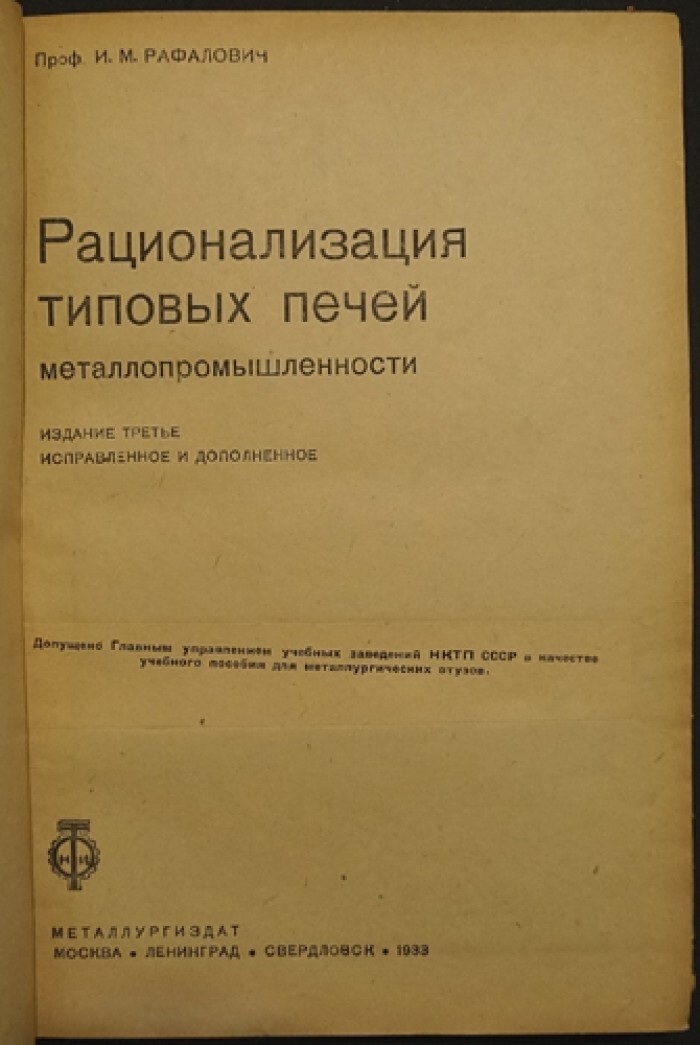 Проф. И. М. РАФАЛОВИЧ
Рационализация
типовых печей
металлопромышленности
ИЗДАНИЕ ТРЕТЬЕ
ИСПРАВЛЕННОЕ И ДОПОЛНЕННОЕ
Допущено Главным управлением учебных заведений НКТП СССР в качестве
учебного пособия для металлургических втузов.
Н И
МЕТАЛЛУРГИЗДАТ
МОСКВА • ЛЕНИНГРАД • СВЕРДЛОВСК • 1933